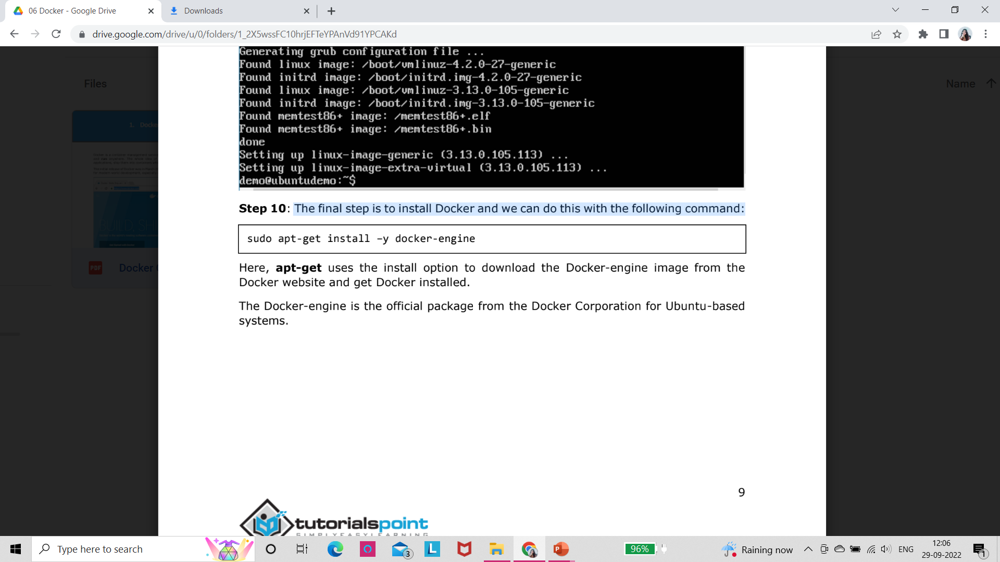 06 Docker - Google Drive
Downloads
drive.google.com/drive/u/0/folders/1_2X5wssFC10hrjEFTeYPAnVd91YPCAKd
Files
Name
1. Docke
PDF
Docker
Generating grub configuration file ...
Found linux image: /boot/vmlinuz-4.2.0-27-generic
Found initrd image: /boot/initrd.img-4.2.0-27-generic
Found linux image: /boot/vmlinuz-3.13.0-105-generic
Found initrd image: /boot/initrd.img-3.13.0-105-generic
Found memtest86+ image: /memtest86+.elf
Found memtest86+ image: /memtest86+.bin
done
Setting up linux-image-generic (3.13.0.105.113) ...
Setting up linux-image-extra-virtual (3.13.0.105.113) ...
demo@ubuntudemo:~$
Step 10: The final step is to install Docker and we can do this with the following command:
sudo apt-get install –y docker-engine
Here, apt-get uses the install option to download the Docker-engine image from the
Docker website and get Docker installed.
The Docker-engine is the official package from the Docker Corporation for Ubuntu-based
systems.
9
tutorialspoint
SIMPLYEASYLEARNING
Type here to search
3
L
P
96%
Raining now
ENG
12:06
29-09-2022
1